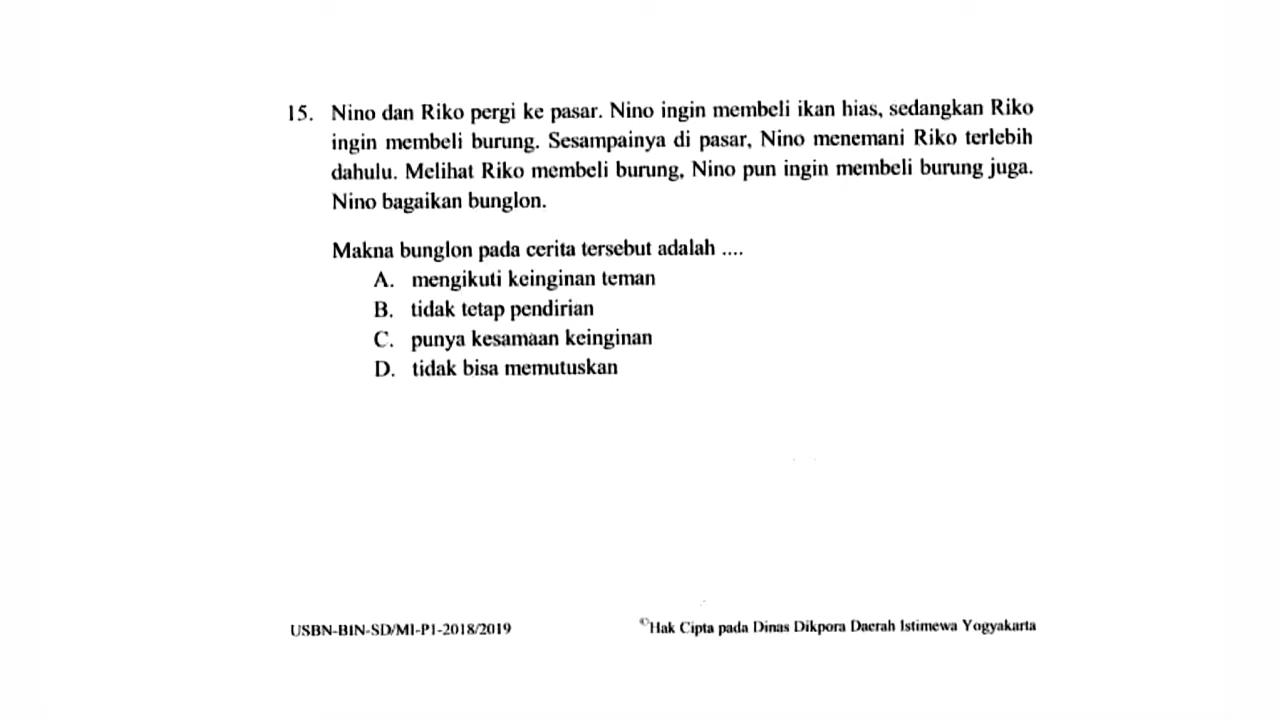 15. Nino dan Riko pergi ke pasar. Nino ingin membeli ikan hias, sedangkan Riko
ingin membeli burung. Sesampainya di pasar, Nino menemani Riko terlebih
dahulu. Melihat Riko membeli burung, Nino pun ingin membeli burung juga.
Nino bagaikan bunglon.
Makna bunglon pada cerita tersebut adalah ....
A. mengikuti keinginan teman
B. tidak tetap pendirian
C. punya kesamaan keinginan
D. tidak bisa memutuskan
USBN-BIN-SD/MI-P1-2018/2019 ©Hak Cipta pada Dinas Dikpora Daerah Istimewa Yogyakarta